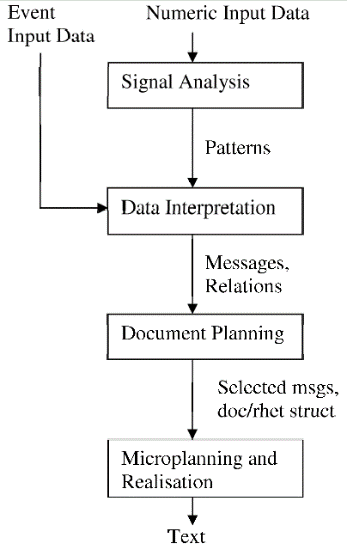 Event
Input Data
Numeric Input Data
Signal Analysis
Patterns
Data Interpretation
Messages,
Relations
Document Planning
Selected msgs,
doc/rhet struct
Microplanning and
Realisation
Text